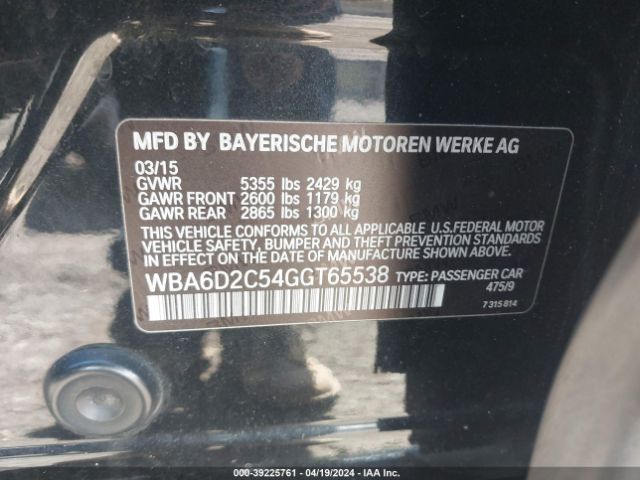 MFD BY BAYERISCHE MOTOREN WERKE AG
03/15
GVWR 5355 lbs 2429 kg
GAWR FRONT 2600 lbs 1179 kg
GAWR REAR 2865 lbs 1300 kg
THIS VEHICLE CONFORMS TO ALL APPLICABLE U.S.FEDERAL MOTOR
VEHICLE SAFETY, BUMPER AND THEFT PREVENTION STANDARDS
IN EFFECT ON THE DATE OF MANUFACTURE SHOWN ABOVE.
WBA6D2C54GGT65538 TYPE: PASSENGER CAR
475/9
7315814
000-39225761 - 04/19/2024 - IAA Inc.